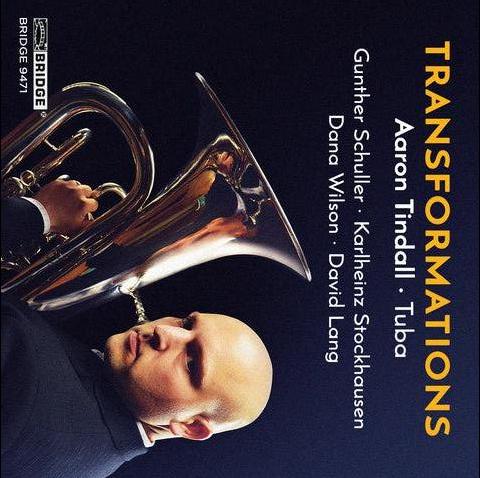 TRANSFORMATIONS
Aaron Tindall · Tuba
Gunther Schuller · Karlheinz Stockhausen
Dana Wilson · David Lang
BRIDGE®
BRIDGE 9471